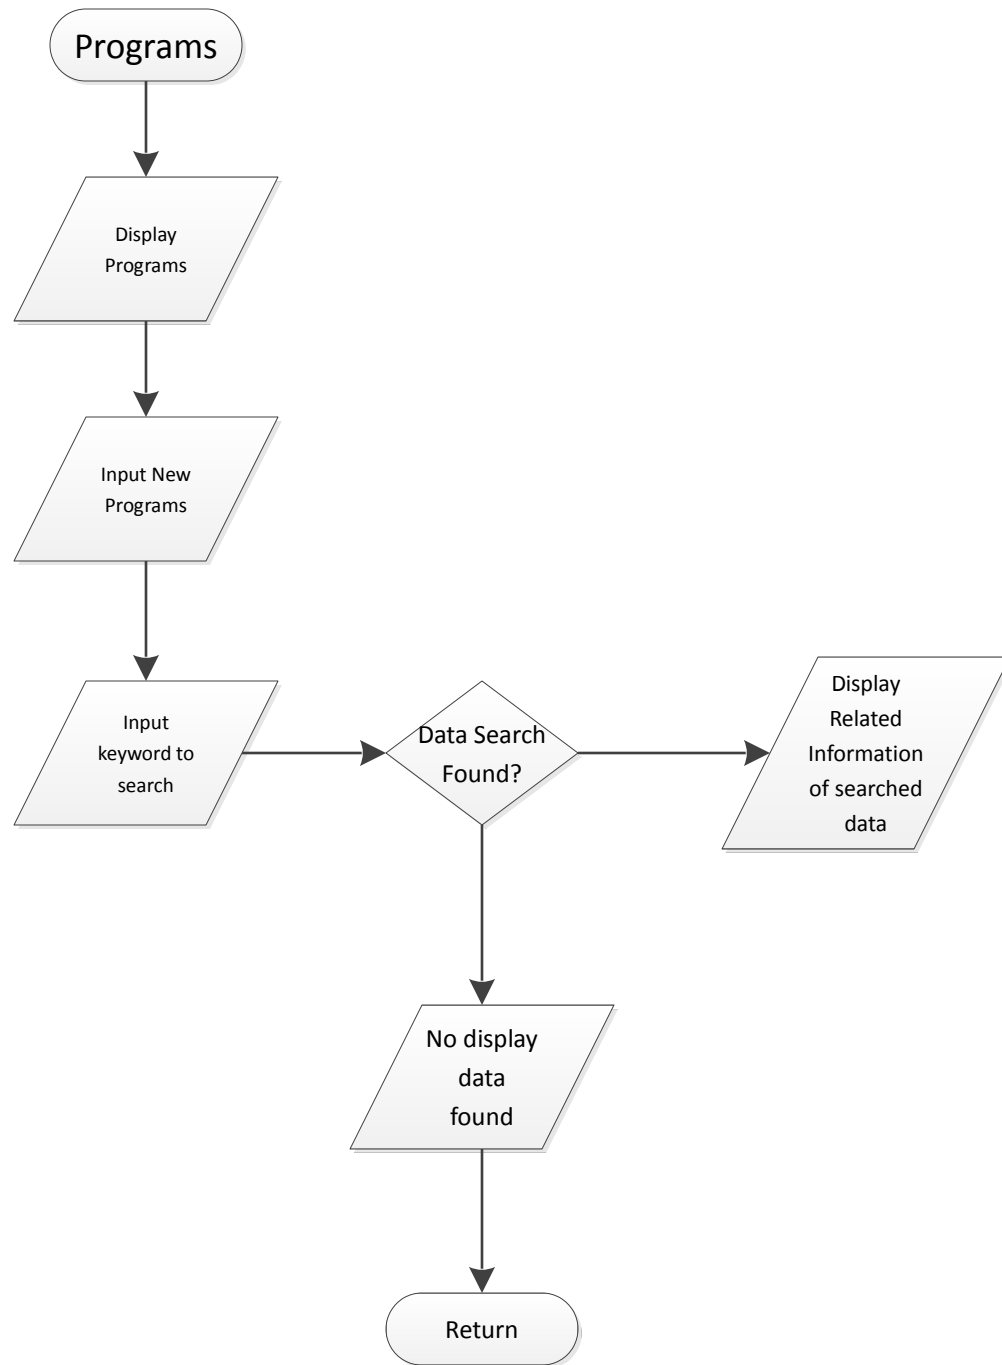 Programs
Display
Programs
Input New
Programs
Input
keyword to
search
Data Search
Found?
Display
Related
Information
of searched
data
No display
data
found
Return